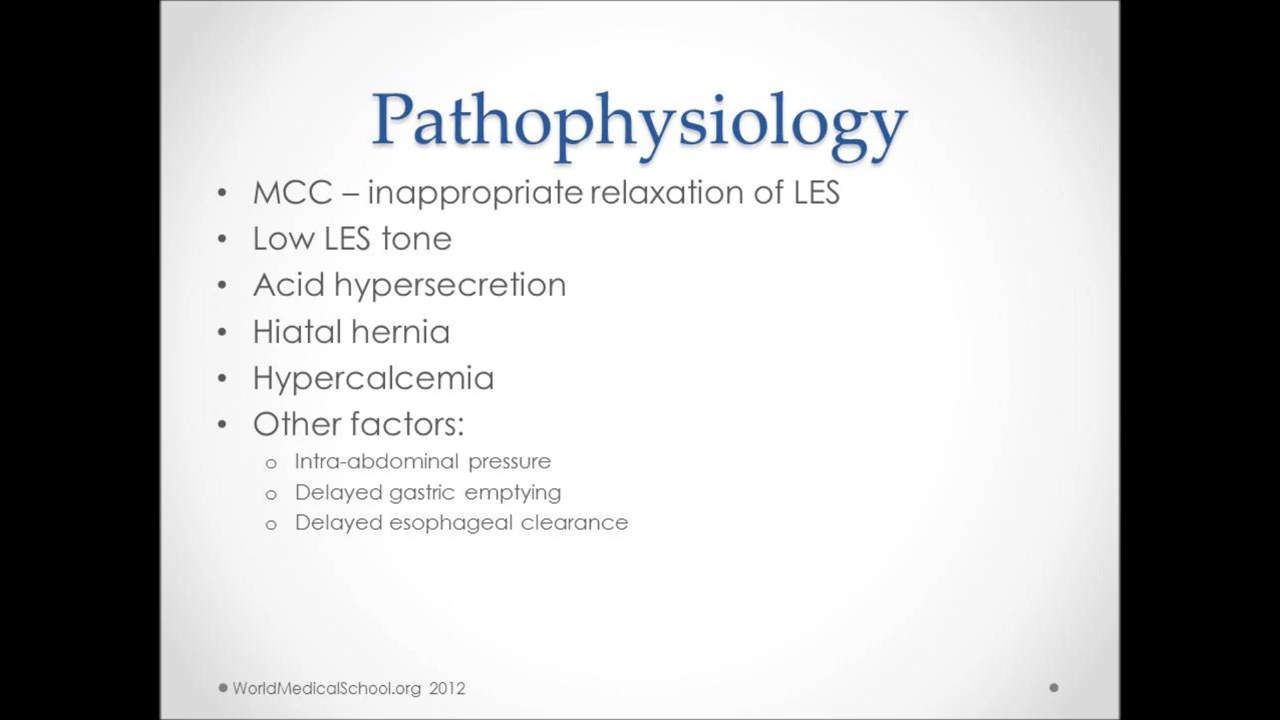 Pathophysiology
• MCC – inappropriate relaxation of LES
• Low LES tone
• Acid hypersecretion
• Hiatal hernia
• Hypercalcemia
• Other factors:
o Intra-abdominal pressure
o Delayed gastric emptying
o Delayed esophageal clearance
WorldMedicalSchool.org 2012